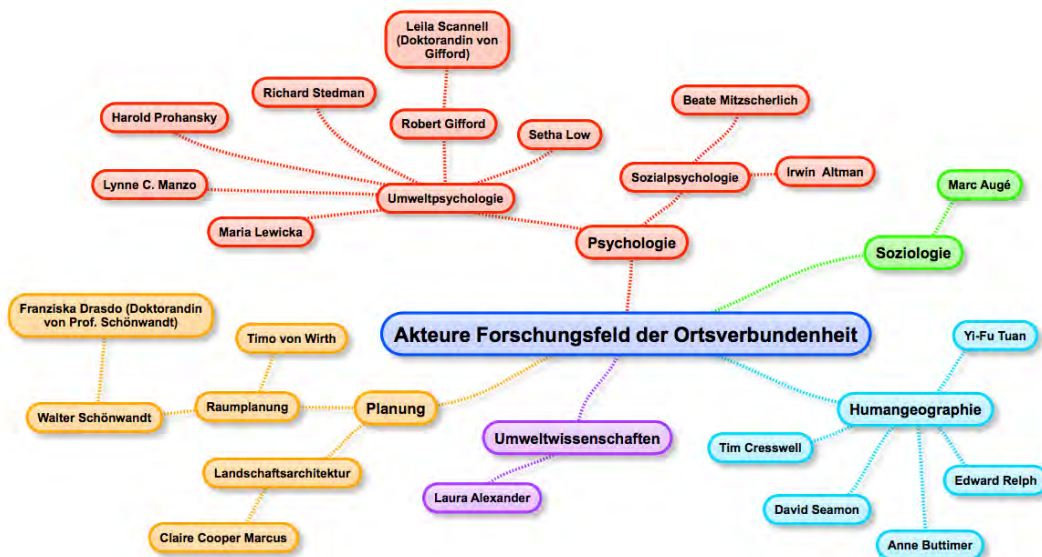 Leila Scannell
(Doktorandin von
Gifford)
Richard Stedman
Beate Mitzscherlich
Harold Prohansky
Robert Gifford
Setha Low
Sozialpsychologie
Irwin Altman
Lynne C. Manzo
Umweltpsychologie
Marc Augé
Maria Lewicka
Psychologie
Soziologie
Franziska Drasdo (Doktorandin
von Prof. Schönwandt)
Akteure Forschungsfeld der Ortsverbundenheit
Timo von Wirth
Yi-Fu Tuan
Walter Schönwandt
Raumplanung
Planung
Humangeographie
Umweltwissenschaften
Tim Cresswell
Landschaftsarchitektur
Laura Alexander
Edward Relph
David Seamon
Claire Cooper Marcus
Anne Buttimer